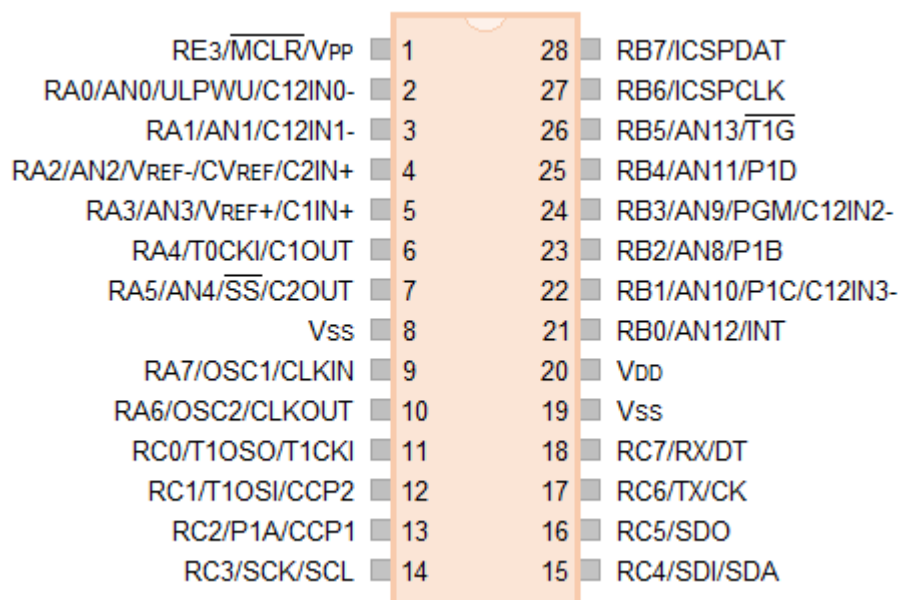 RE3/MCLR/VPP 1 28 RB7/ICSPDAT
RA0/AN0/ULPWU/C12IN0- 2 27 RB6/ICSPCLK
RA1/AN1/C12IN1- 3 26 RB5/AN13/T1G
RA2/AN2/VREF-/CVREF/C2IN+ 4 25 RB4/AN11/P1D
RA3/AN3/VREF+/C1IN+ 5 24 RB3/AN9/PGM/C12IN2-
RA4/T0CKI/C1OUT 6 23 RB2/AN8/P1B
RA5/AN4/SS/C2OUT 7 22 RB1/AN10/P1C/C12IN3-
VSS 8 21 RB0/AN12/INT
RA7/OSC1/CLKIN 9 20 VDD
RA6/OSC2/CLKOUT 10 19 VSS
RC0/T1OSO/T1CKI 11 18 RC7/RX/DT
RC1/T1OSI/CCP2 12 17 RC6/TX/CK
RC2/P1A/CCP1 13 16 RC5/SDO
RC3/SCK/SCL 14 15 RC4/SDI/SDA